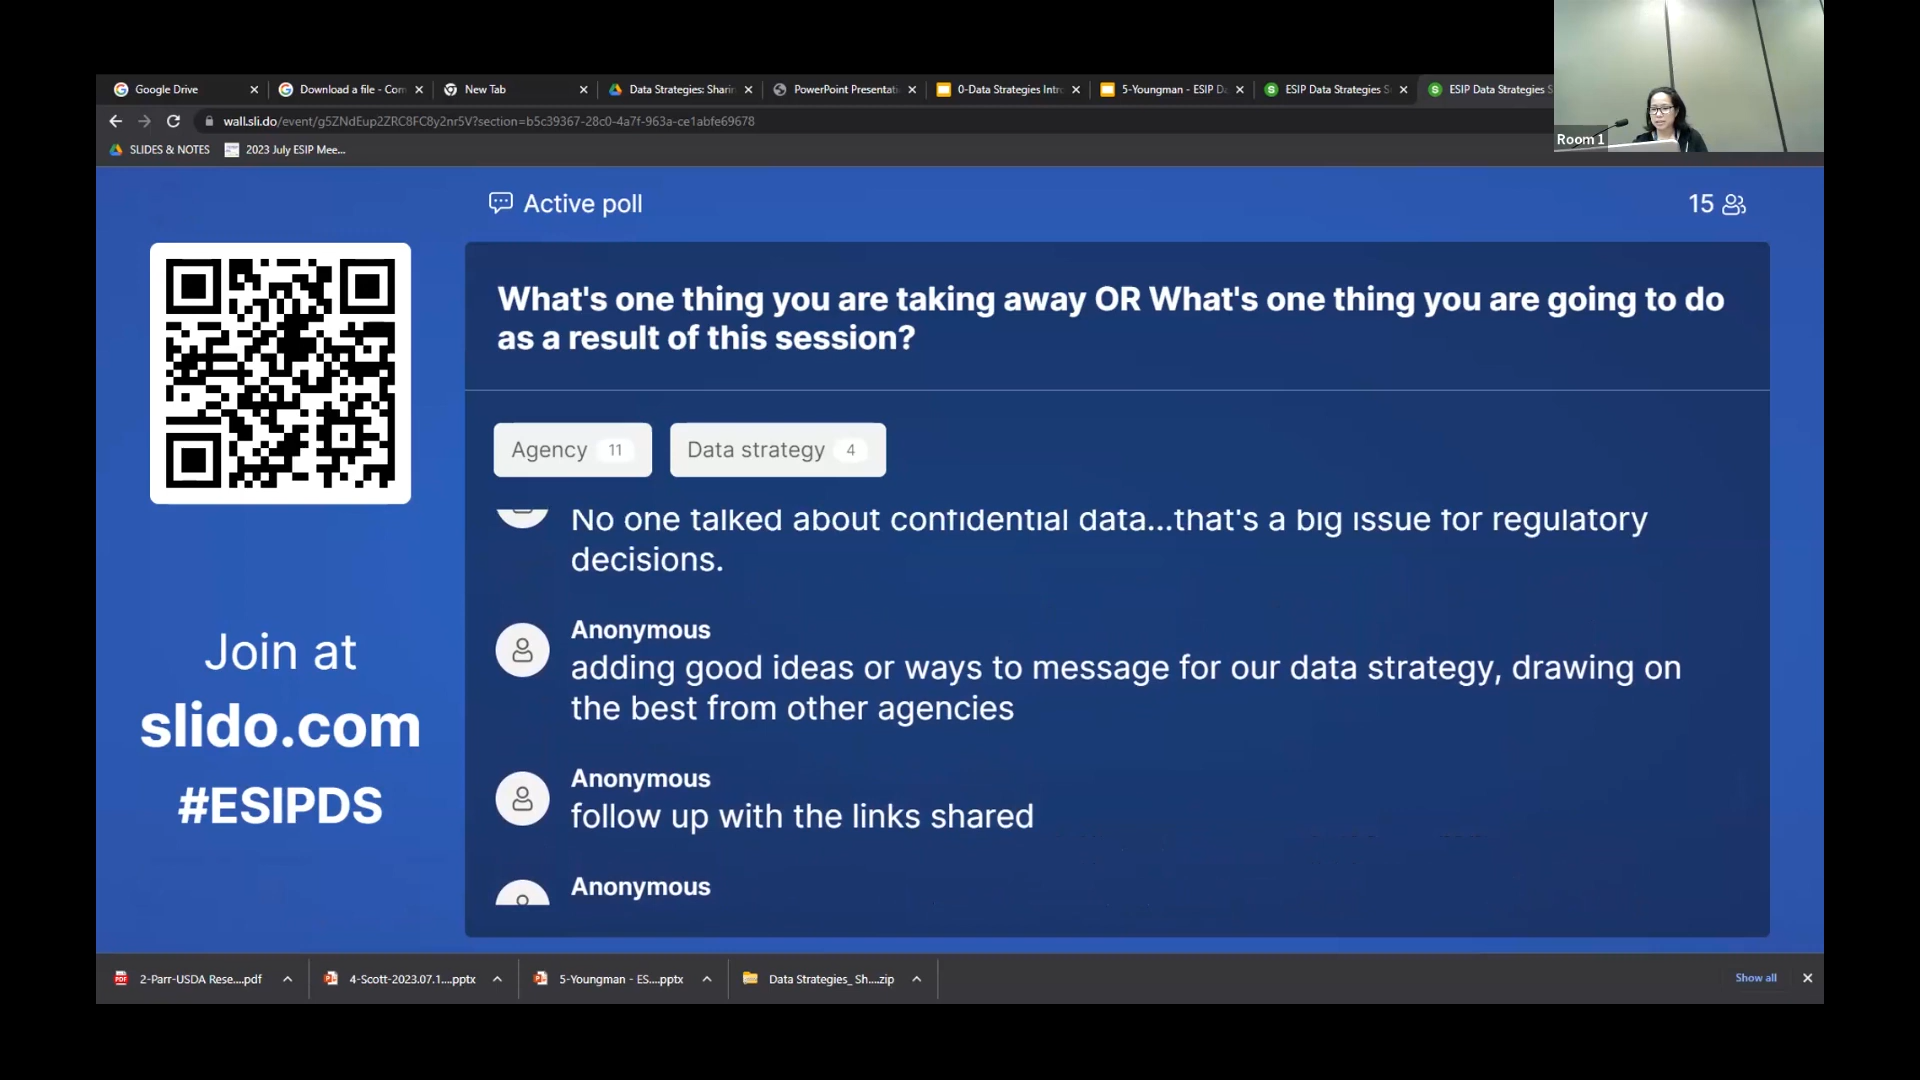 Google Drive
Download a file - Com
New Tab
Data Strategies: Sharin
PowerPoint Presentati
0-Data Strategies Intro
5-Youngman - ESIP Da
ESIP Data Strategies S
ESIP Data Strategies S
wall.sli.do/event/g5ZNdEup2ZRC8FC8y2nr5V?section=b5c39367-28c0-4a7f-963a-ce1abfe69678
SLIDES & NOTES
2023 July ESIP Mee...
Room 1
Active poll
15
What's one thing you are taking away OR What's one thing you are going to do
as a result of this session?
Agency 11
Data strategy 4
No one talked about confidential data...that's a big issue for regulatory
decisions.
Anonymous
adding good ideas or ways to message for our data strategy, drawing on
the best from other agencies
Anonymous
follow up with the links shared
Anonymous
Join at
slido.com
#ESIPDS
2-Parr-USDA Rese....pdf
4-Scott-2023.07.1....pptx
5-Youngman - ES....pptx
Data Strategies_ Sh....zip
Show all